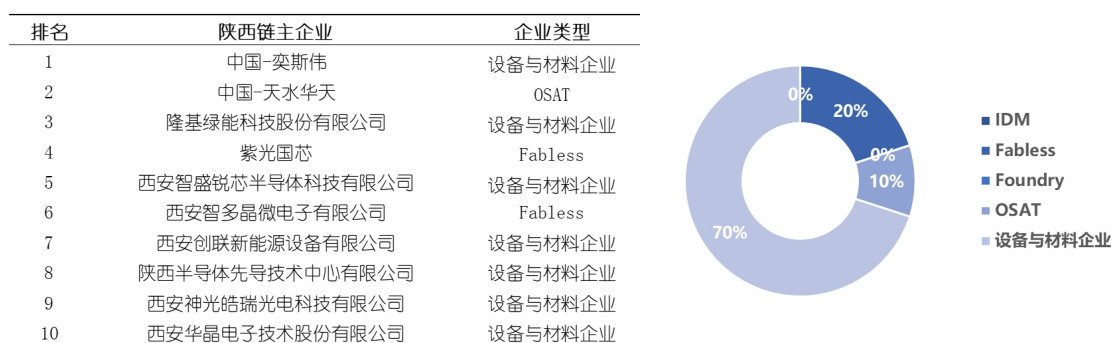 排名 陕西链主企业 企业类型
1 中国-奕斯伟 设备与材料企业
2 中国-天水华天 OSAT
3 隆基绿能科技股份有限公司 设备与材料企业
4 紫光国芯 Fabless
5 西安智盛锐芯半导体科技有限公司 设备与材料企业
6 西安智多晶微电子有限公司 Fabless
7 西安创联新能源设备有限公司 设备与材料企业
8 陕西半导体先导技术中心有限公司 设备与材料企业
9 西安神光皓瑞光电科技有限公司 设备与材料企业
10 西安华晶电子技术股份有限公司 设备与材料企业
0%
20%
0%
10%
70%
IDM
Fabless
Foundry
OSAT
设备与材料企业